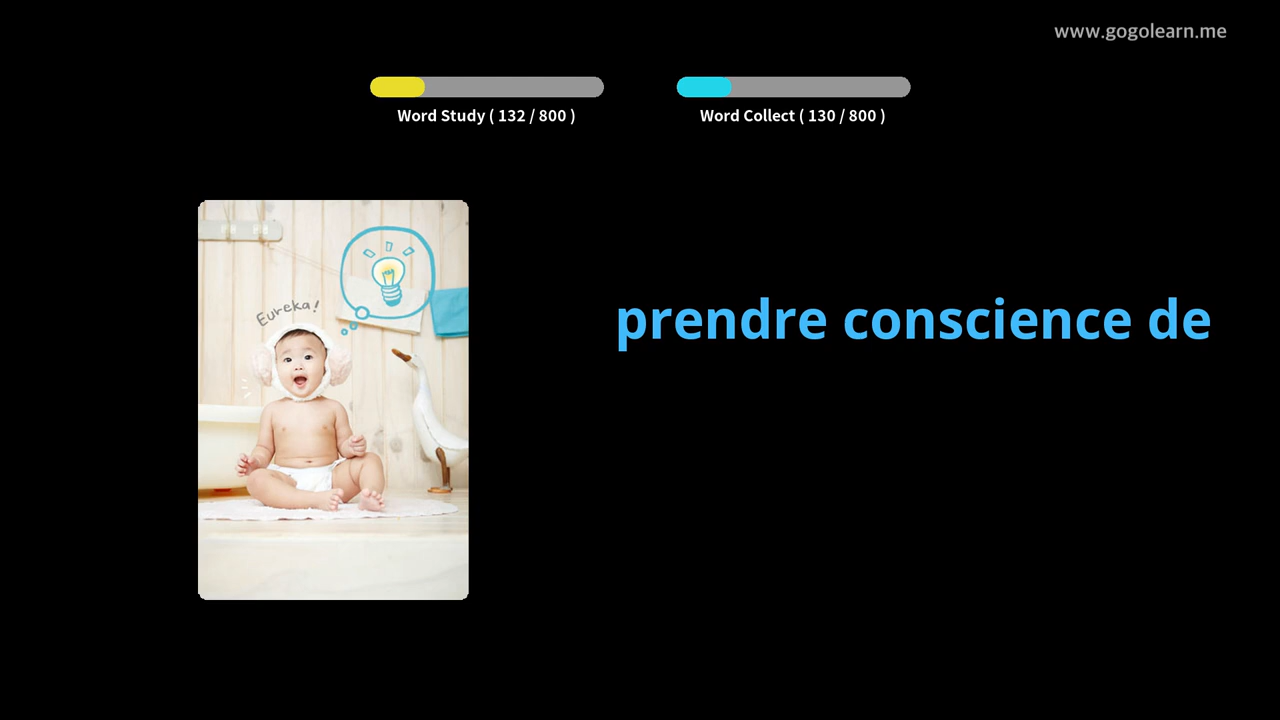 www.gogolearn.me
Word Study ( 132 / 800 )
Word Collect ( 130 / 800 )
Eureka!
prendre conscience de